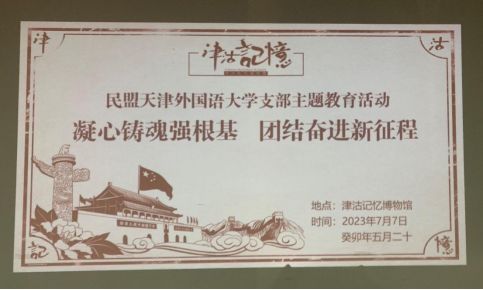 津 津沽記憶 沽
民盟天津外国语大学支部主题教育活动
凝心铸魂强根基 团结奋进新征程
地点：津沽记忆博物馆
时间：2023年7月7日
癸卯年五月二十
記 憶